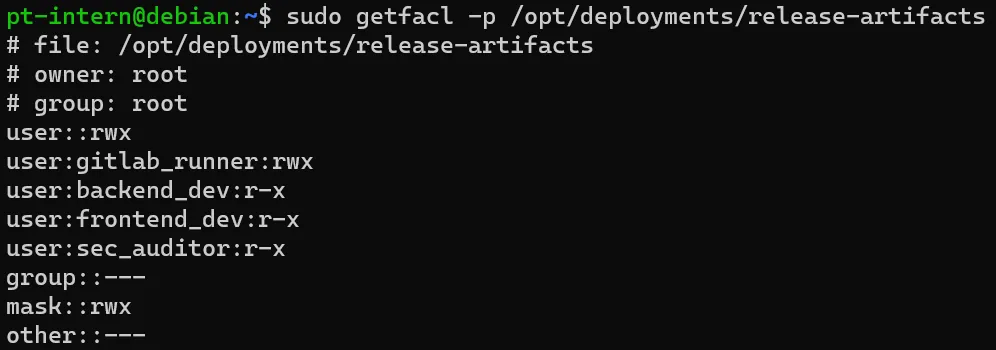 pt-intern@debian:~$ sudo getfacl -p /opt/deployments/release-artifacts
# file: /opt/deployments/release-artifacts
# owner: root
# group: root
user::rwx
user:gitlab_runner:rwx
user:backend_dev:r-x
user:frontend_dev:r-x
user:sec_auditor:r-x
group::---
mask::rwx
other::---